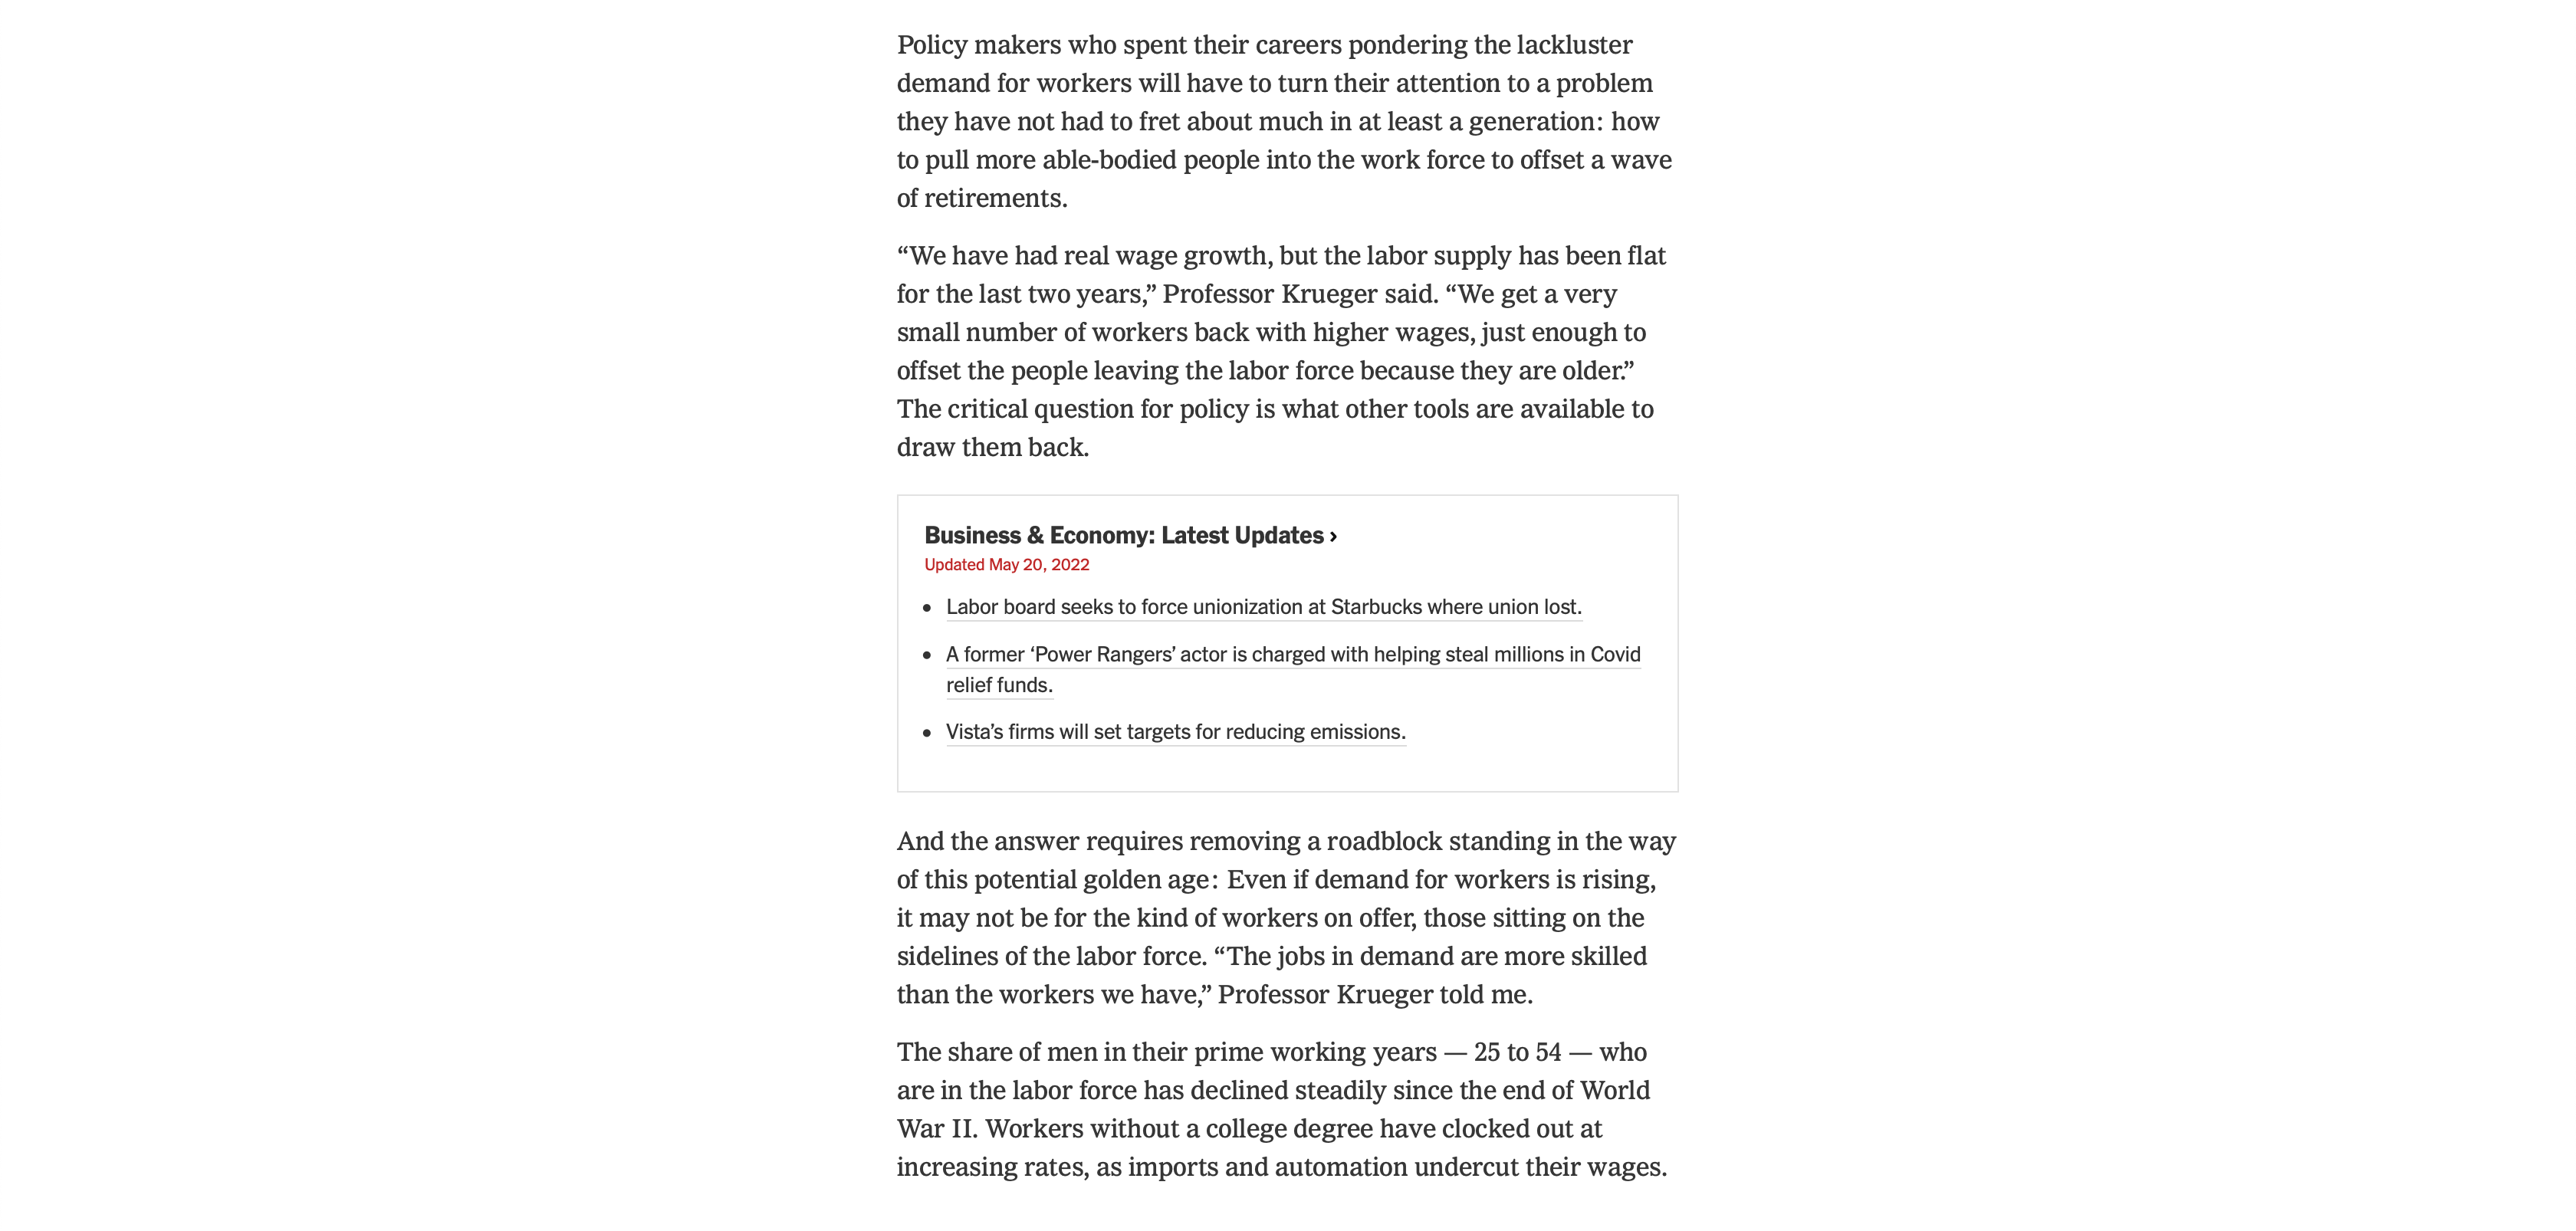 Policy makers who spent their careers pondering the lackluster
demand for workers will have to turn their attention to a problem
they have not had to fret about much in at least a generation: how
to pull more able-bodied people into the work force to offset a wave
of retirements.
“We have had real wage growth, but the labor supply has been flat
for the last two years,” Professor Krueger said. “We get a very
small number of workers back with higher wages, just enough to
offset the people leaving the labor force because they are older.”
The critical question for policy is what other tools are available to
draw them back.
Business & Economy: Latest Updates ›
Updated May 20, 2022
• Labor board seeks to force unionization at Starbucks where union lost.
• A former ‘Power Rangers’ actor is charged with helping steal millions in Covid
relief funds.
• Vista’s firms will set targets for reducing emissions.
And the answer requires removing a roadblock standing in the way
of this potential golden age: Even if demand for workers is rising,
it may not be for the kind of workers on offer, those sitting on the
sidelines of the labor force. “The jobs in demand are more skilled
than the workers we have,” Professor Krueger told me.
The share of men in their prime working years — 25 to 54 — who
are in the labor force has declined steadily since the end of World
War II. Workers without a college degree have clocked out at
increasing rates, as imports and automation undercut their wages.